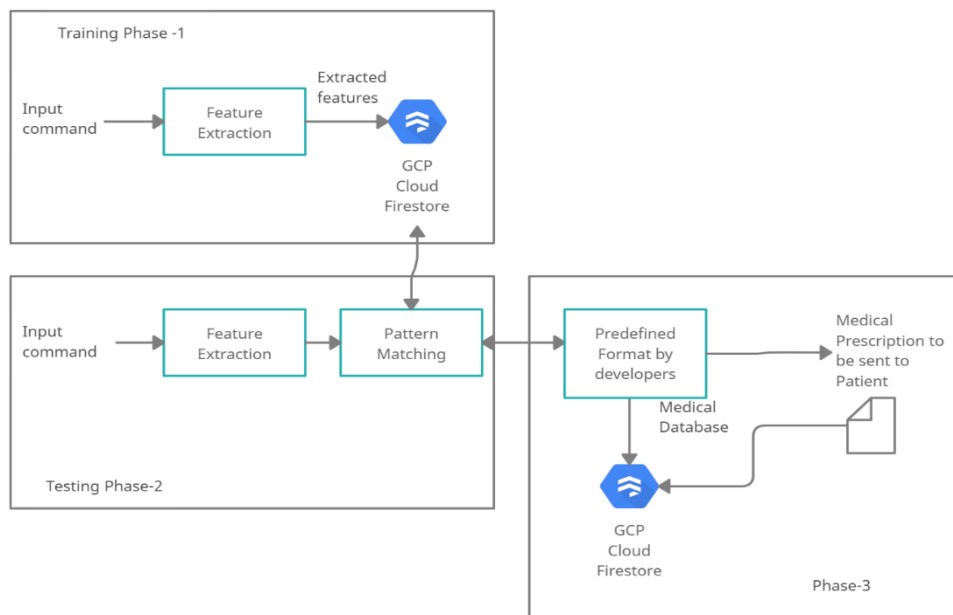 Training Phase -1
Input
command
Feature
Extraction
Extracted
features
GCP
Cloud
Firestore
Input
command
Feature
Extraction
Pattern
Matching
Testing Phase-2
Predefined
Format by
developers
Medical
Prescription to
be sent to
Patient
Medical
Database
GCP
Cloud
Firestore
Phase-3